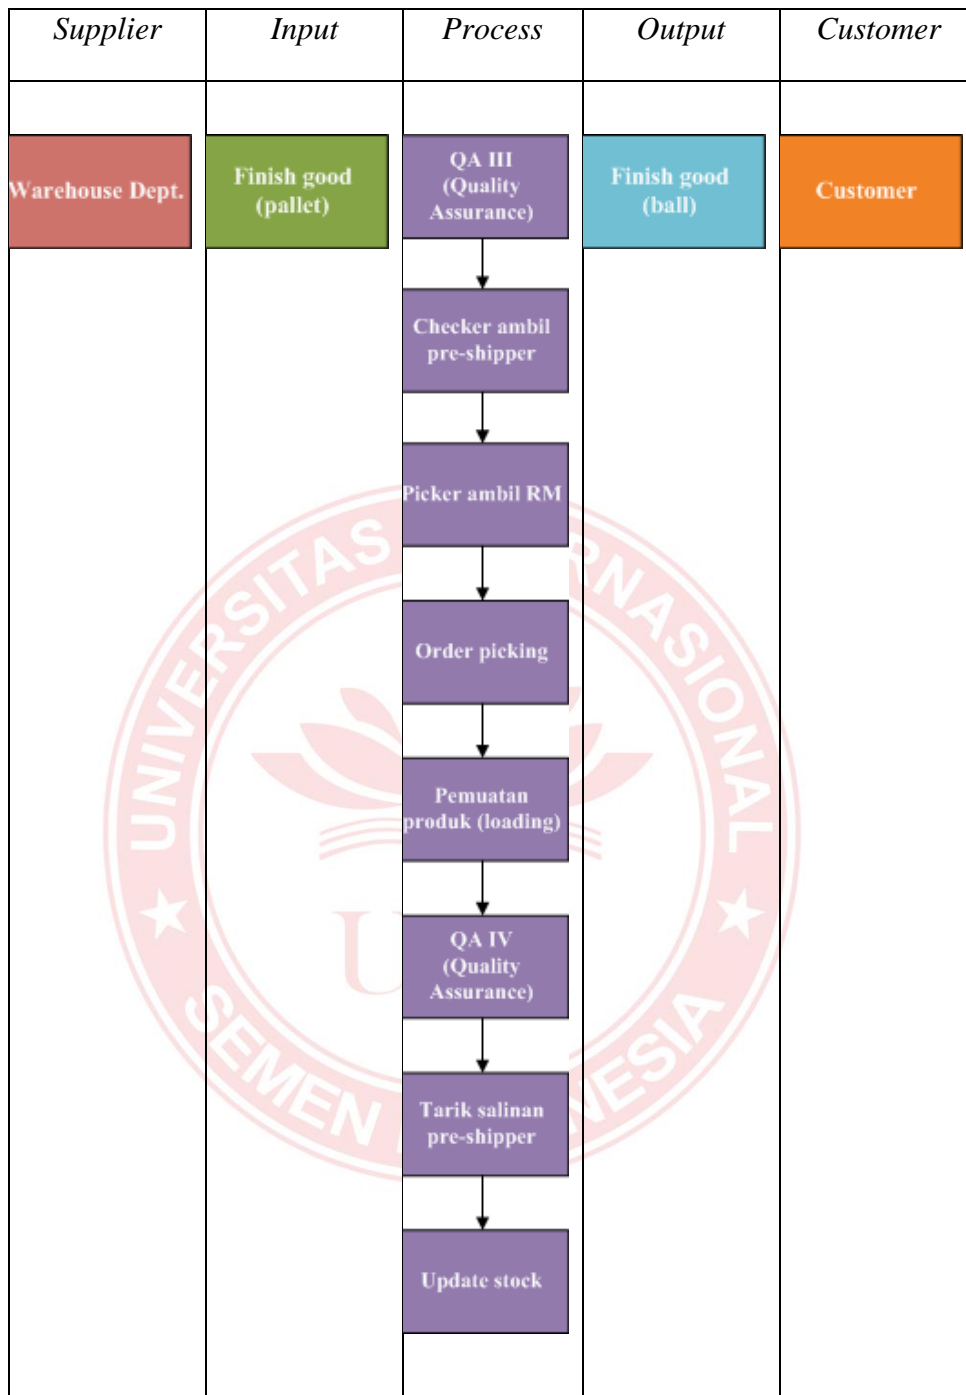 Supplier
Input
Process
Output
Customer
Warehouse Dept.
Finish good
(pallet)
QA III
(Quality
Assurance)
Finish good
(ball)
Customer
Checker ambil
pre-shipper
Picker ambil RM
Order picking
Pemuatan
produk (loading)
QA IV
(Quality
Assurance)
Tarik salinan
pre-shipper
Update stock
UNIVERSITAS
SEMEN